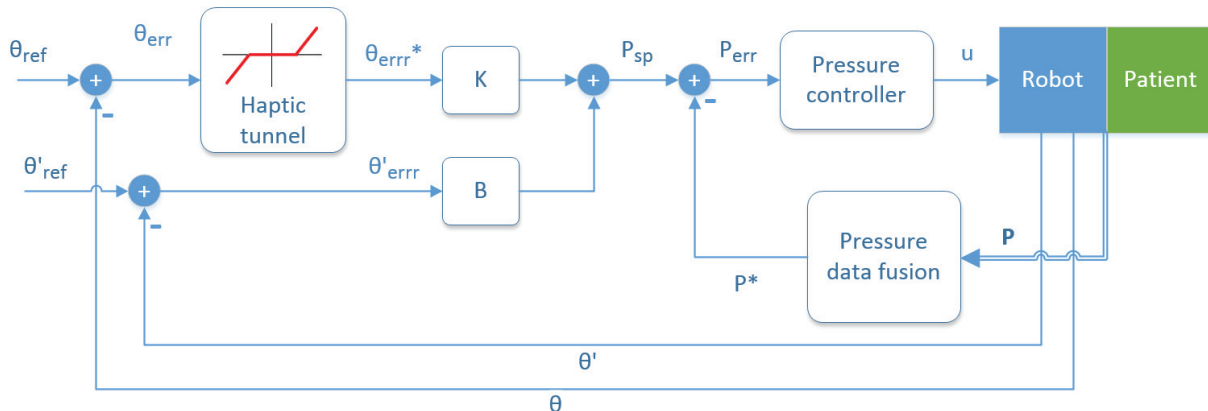 θref
θerr
Haptic
tunnel
θerrr*
K
Psp
Perr
Pressure
controller
u
Robot
Patient
+
-
+
+
-
θ'ref
+
-
θ'errr
B
Pressure
data fusion
P
P*
θ'
θ